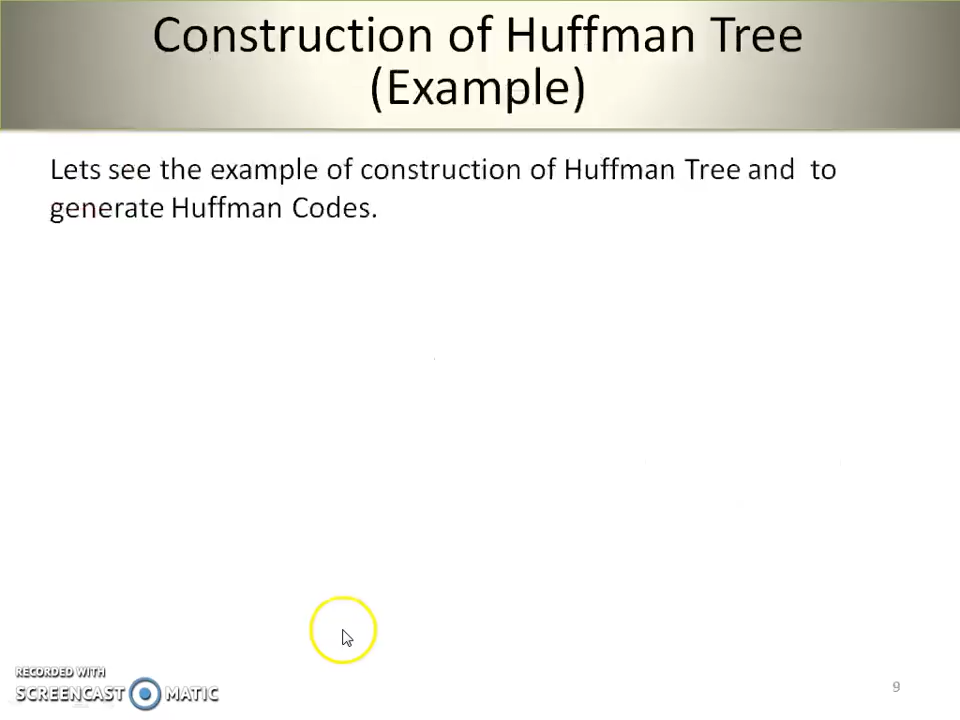 Construction of Huffman Tree
(Example)
Lets see the example of construction of Huffman Tree and to
generate Huffman Codes.
RECORDED WITH
SCREENCAST MATIC
9